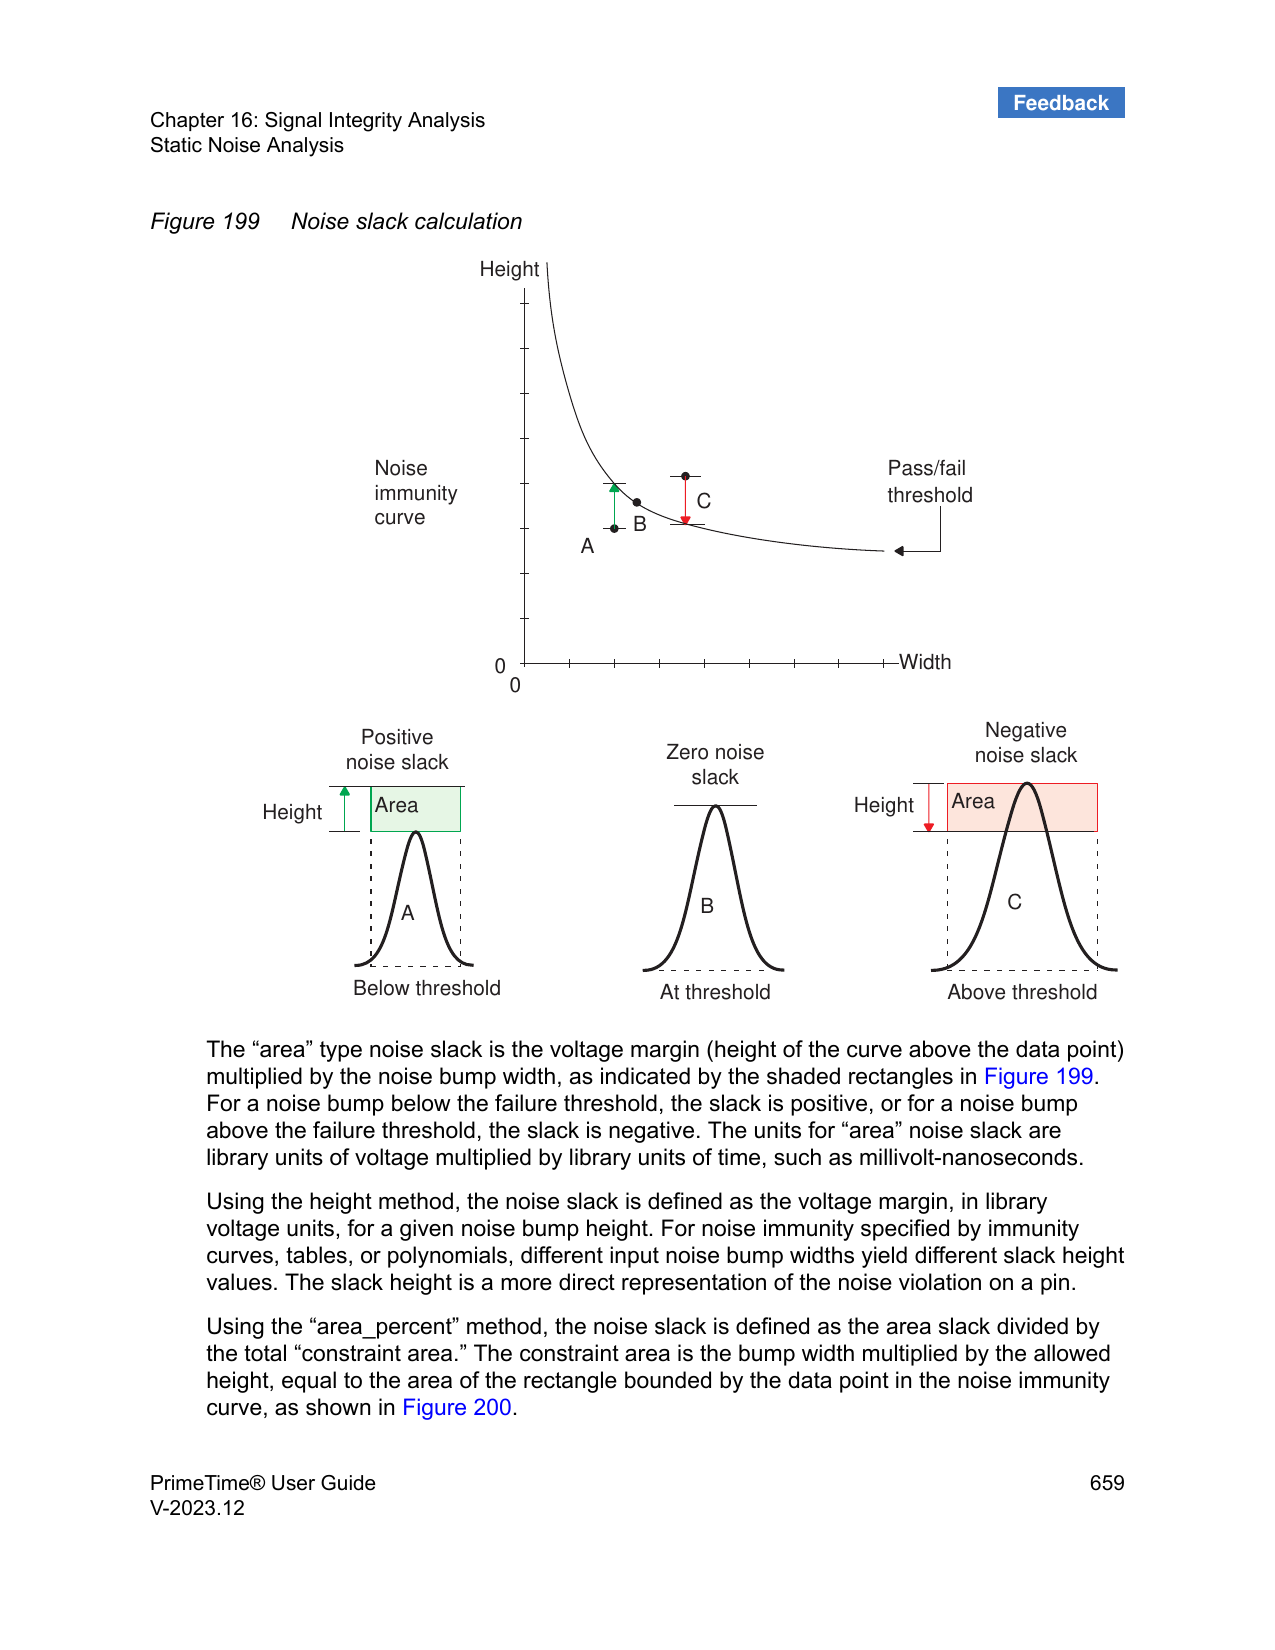 Feedback
Chapter 16: Signal Integrity Analysis
Static Noise Analysis
Figure 199 Noise slack calculation
Height
Noise
immunity
curve
Pass/fail
threshold
A
B
C
0
0
Width
Positive
noise slack
Height
Area
A
Below threshold
Zero noise
slack
B
At threshold
Negative
noise slack
Height
Area
C
Above threshold
The “area” type noise slack is the voltage margin (height of the curve above the data point)
multiplied by the noise bump width, as indicated by the shaded rectangles in Figure 199.
For a noise bump below the failure threshold, the slack is positive, or for a noise bump
above the failure threshold, the slack is negative. The units for “area” noise slack are
library units of voltage multiplied by library units of time, such as millivolt-nanoseconds.
Using the height method, the noise slack is defined as the voltage margin, in library
voltage units, for a given noise bump height. For noise immunity specified by immunity
curves, tables, or polynomials, different input noise bump widths yield different slack height
values. The slack height is a more direct representation of the noise violation on a pin.
Using the “area_percent” method, the noise slack is defined as the area slack divided by
the total “constraint area.” The constraint area is the bump width multiplied by the allowed
height, equal to the area of the rectangle bounded by the data point in the noise immunity
curve, as shown in Figure 200.
PrimeTime® User Guide
V-2023.12
659